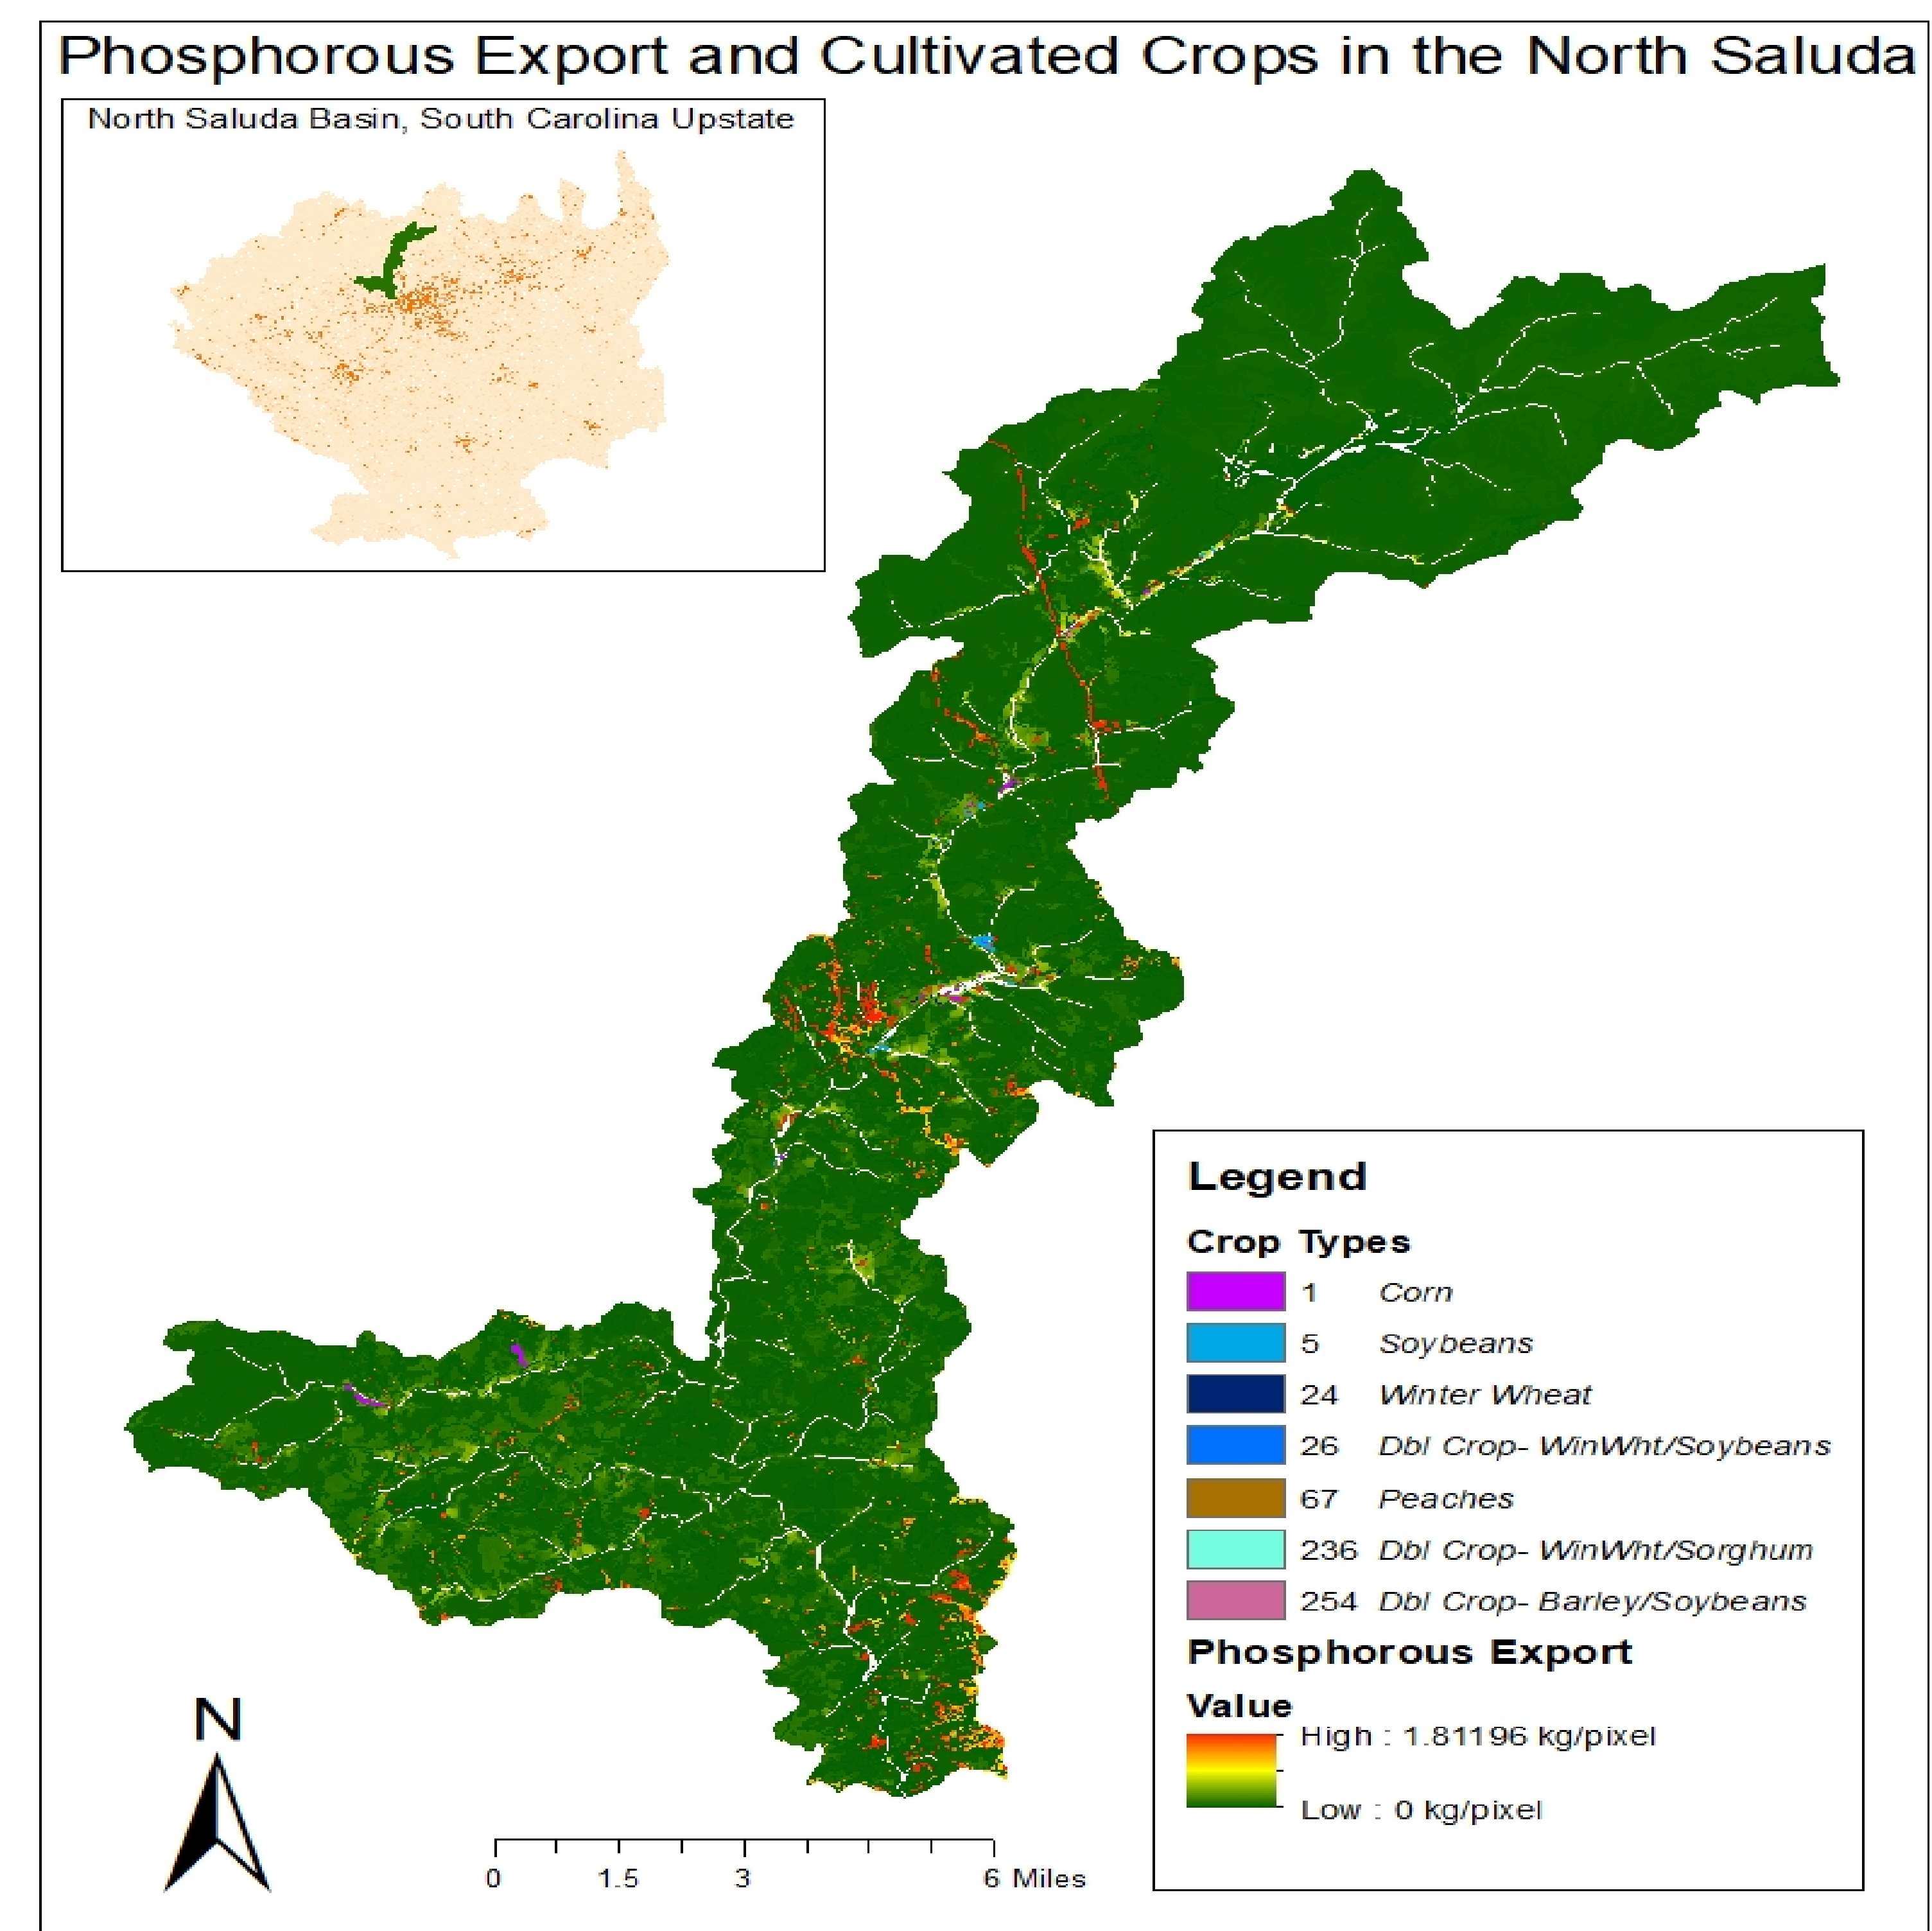 Phosphorous Export and Cultivated Crops in the North Saluda
North Saluda Basin, South Carolina Upstate
Legend
Crop Types
1 Corn
5 Soybeans
24 Winter Wheat
26 Dbl Crop- WinWht/Soybeans
67 Peaches
236 Dbl Crop- WinWht/Sorghum
254 Dbl Crop- Barley/Soybeans
Phosphorous Export
Value
High : 1.81196 kg/pixel
Low : 0 kg/pixel
N
0 1.5 3 6 Miles